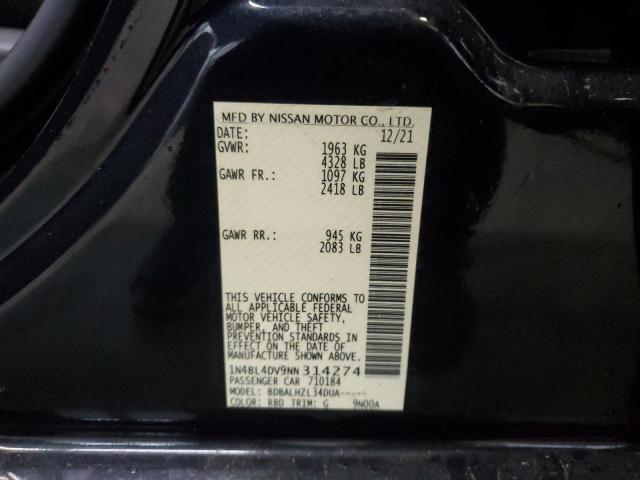 MFD BY NISSAN MOTOR CO., LTD.
DATE: 12/21
GVWR: 1963 KG
4328 LB
GAWR FR.: 1097 KG
2418 LB
GAWR RR.: 945 KG
2083 LB
THIS VEHICLE CONFORMS TO
ALL APPLICABLE FEDERAL
MOTOR VEHICLE SAFETY,
BUMPER, AND THEFT
PREVENTION STANDARDS IN
EFFECT ON THE DATE OF
MANUFACTURE SHOWN ABOVE.
1N4BL4DV9NN314274
PASSENGER CAR 710184
MODEL: BDBALHZL34DUA-----
COLOR: RBD TRIM: G 9N00A